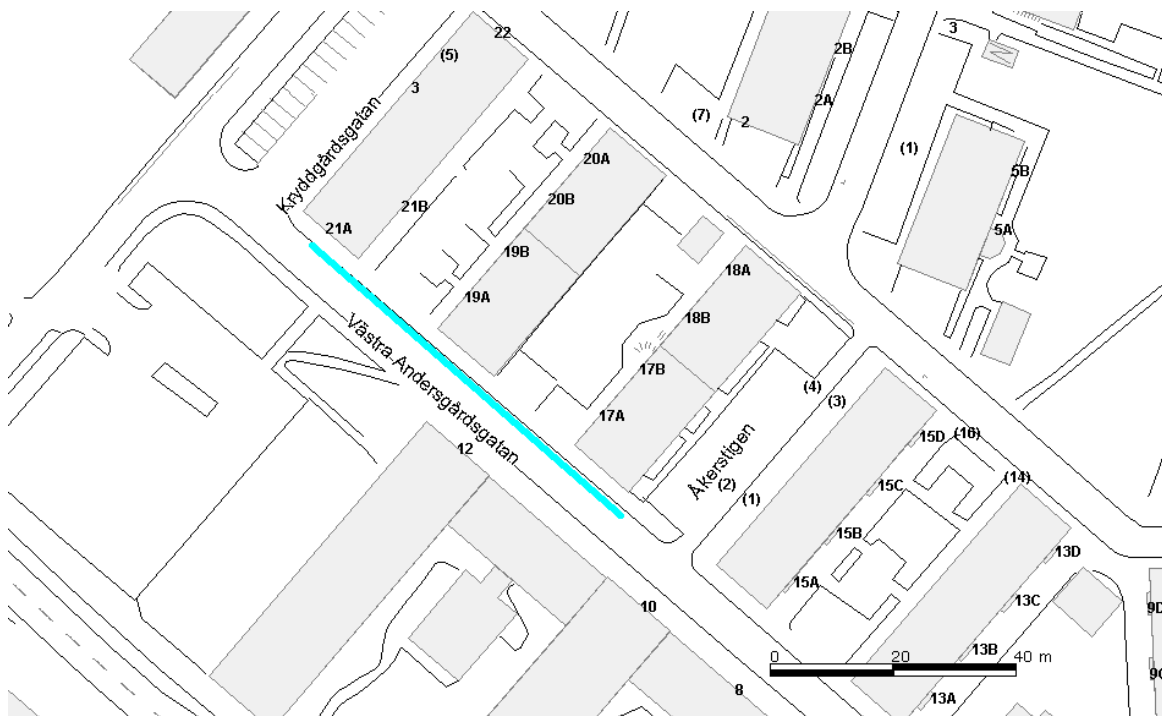 22
(5)
3
Kryddgårdsgatan
21A
21B
20A
20B
19B
19A
(7)
2
2A
2B
3
(1)
5B
5A
18A
18B
17B
17A
Västra Andersgårdsgatan
12
10
8
Åkerstigen
(4)
(3)
(2)
(1)
15D
15C
15B
15A
(16)
(14)
13D
13C
13B
13A
9D
9C
0 20 40 m